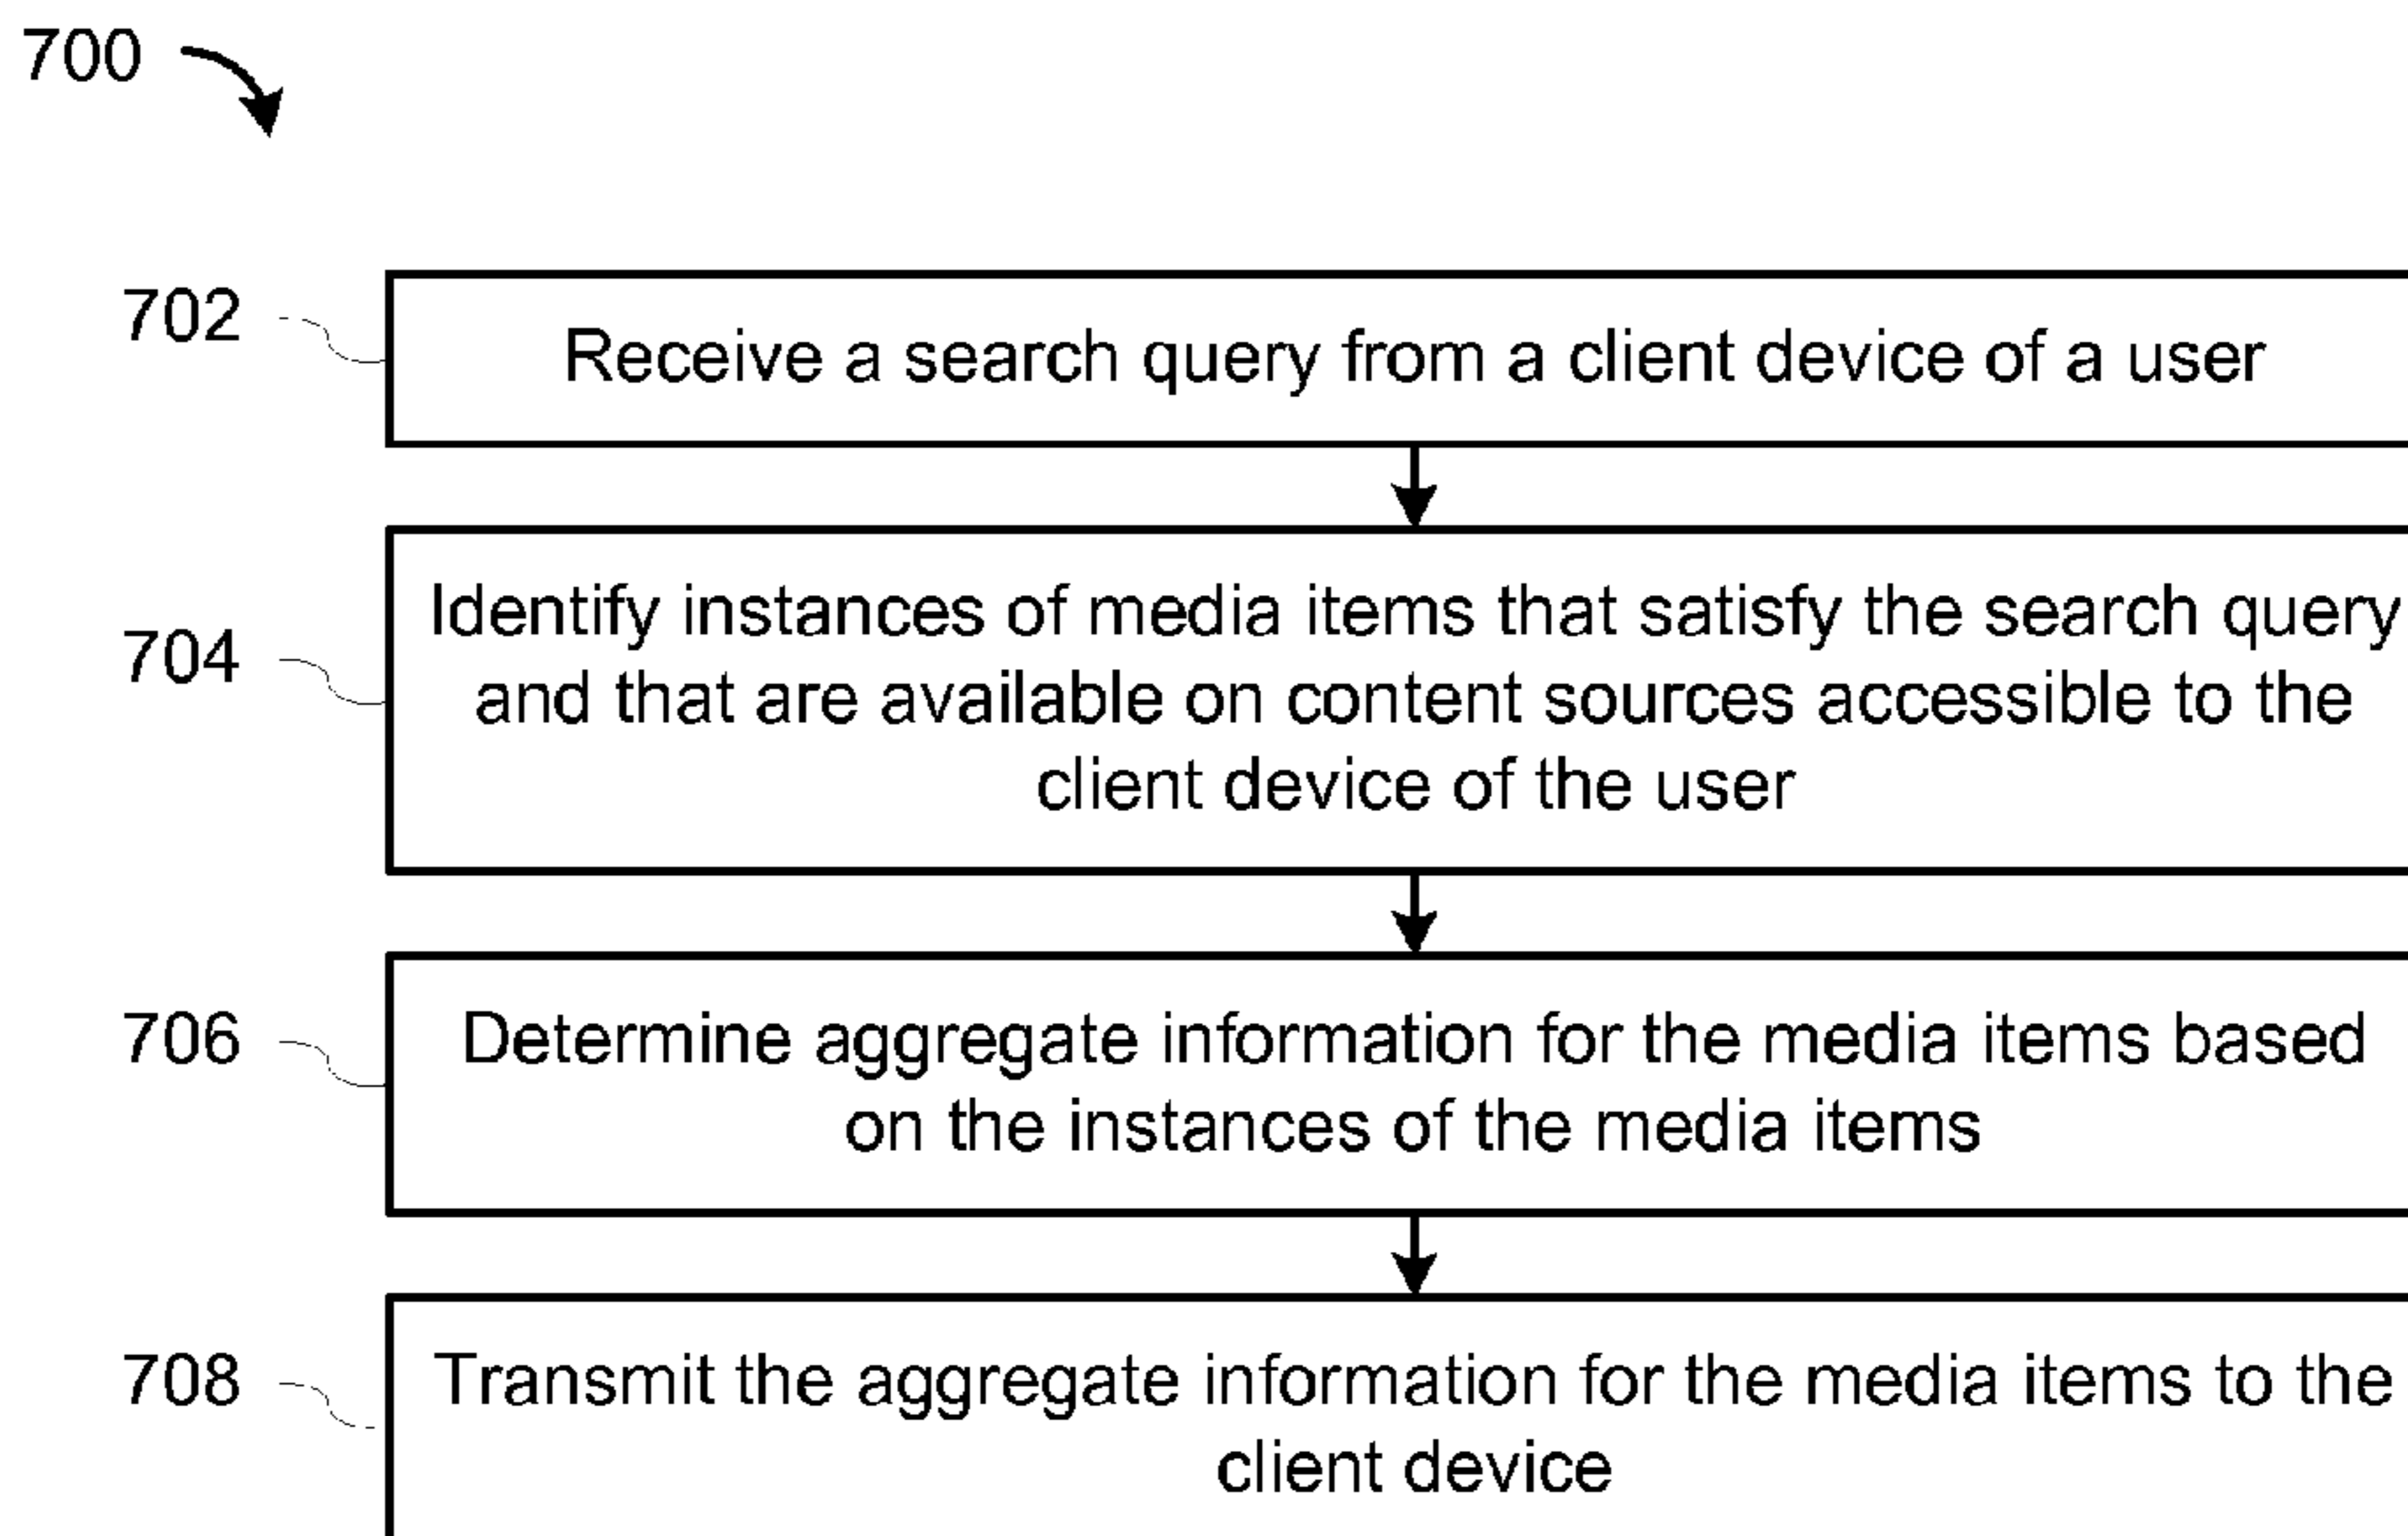 700
702
Receive a search query from a client device of a user
704
Identify instances of media items that satisfy the search query
and that are available on content sources accessible to the
client device of the user
706
Determine aggregate information for the media items based
on the instances of the media items
708
Transmit the aggregate information for the media items to the
client device